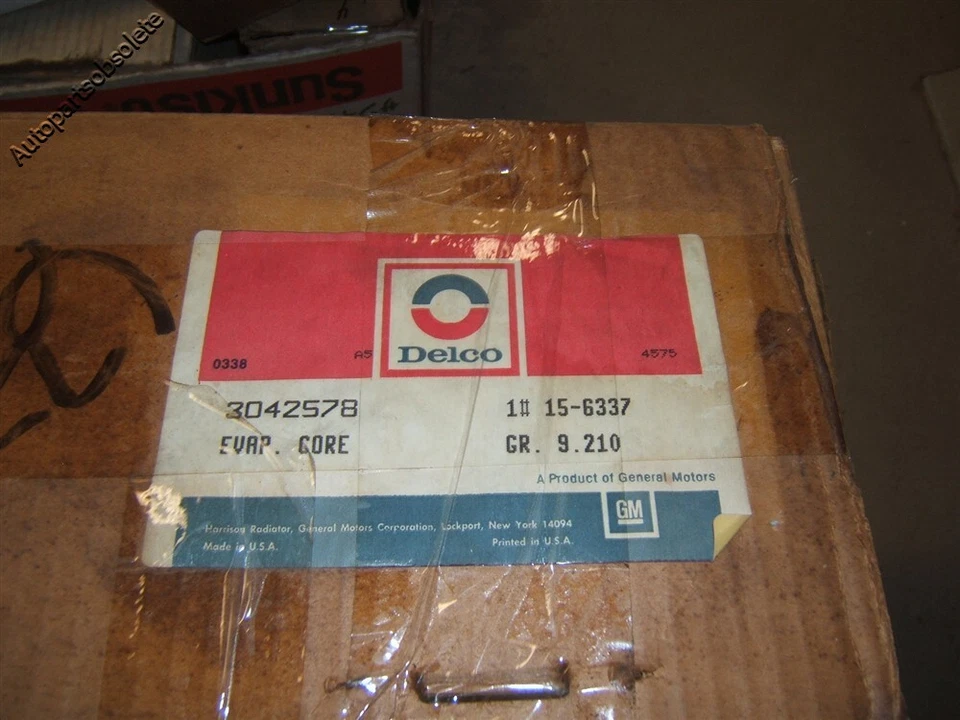 Autopartsobsolete
Sunkist
Delco
0338 A5 4575
3042578 1# 15-6337
EVAP. CORE GR. 9.210
A Product of General Motors
GM
Harrison Radiator, General Motors Corporation, Lockport, New York 14094
Made in U.S.A. Printed in U.S.A.